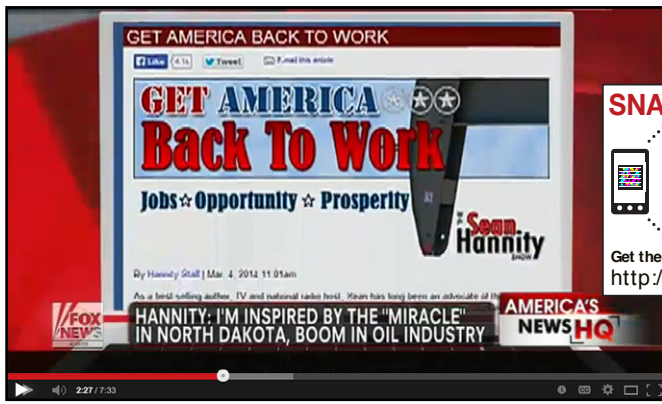 GET AMERICA BACK TO WORK
Like 4.1k Tweet E-mail this article
GET AMERICA
Back To Work
Jobs☆Opportunity ☆ Prosperity
THE
Sean
Hannity
SHOW
By Hannity Staff | Mar. 4, 2014 11:01am
As a best-selling author, TV and national radio host, Sean has long been an advocate of th
FOX
NEWS
HANNITY: I'M INSPIRED BY THE "MIRACLE"
IN NORTH DAKOTA, BOOM IN OIL INDUSTRY
AMERICA'S
NEWS HQ
SNA
Get the
http:/
2:27 / 7:33